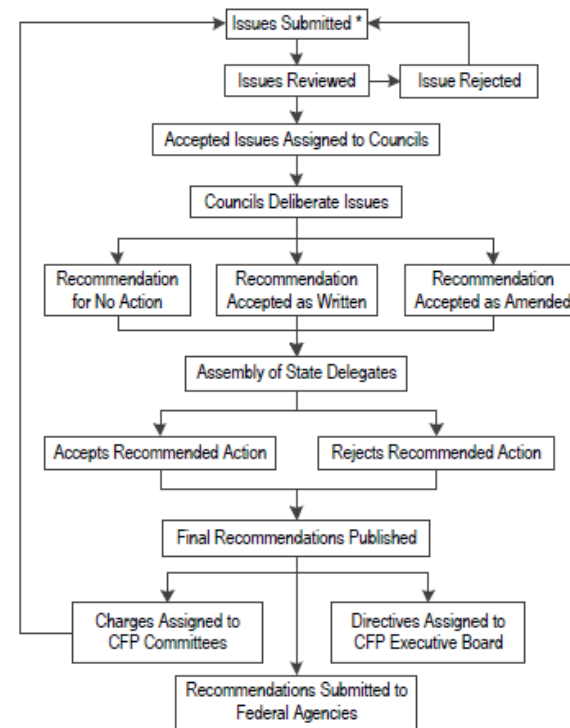 Issues Submitted *
Issues Reviewed
Issue Rejected
Accepted Issues Assigned to Councils
Councils Deliberate Issues
Recommendation
for No Action
Recommendation
Accepted as Written
Recommendation
Accepted as Amended
Assembly of State Delegates
Accepts Recommended Action
Rejects Recommended Action
Final Recommendations Published
Charges Assigned to
CFP Committees
Directives Assigned to
CFP Executive Board
Recommendations Submitted to
Federal Agencies